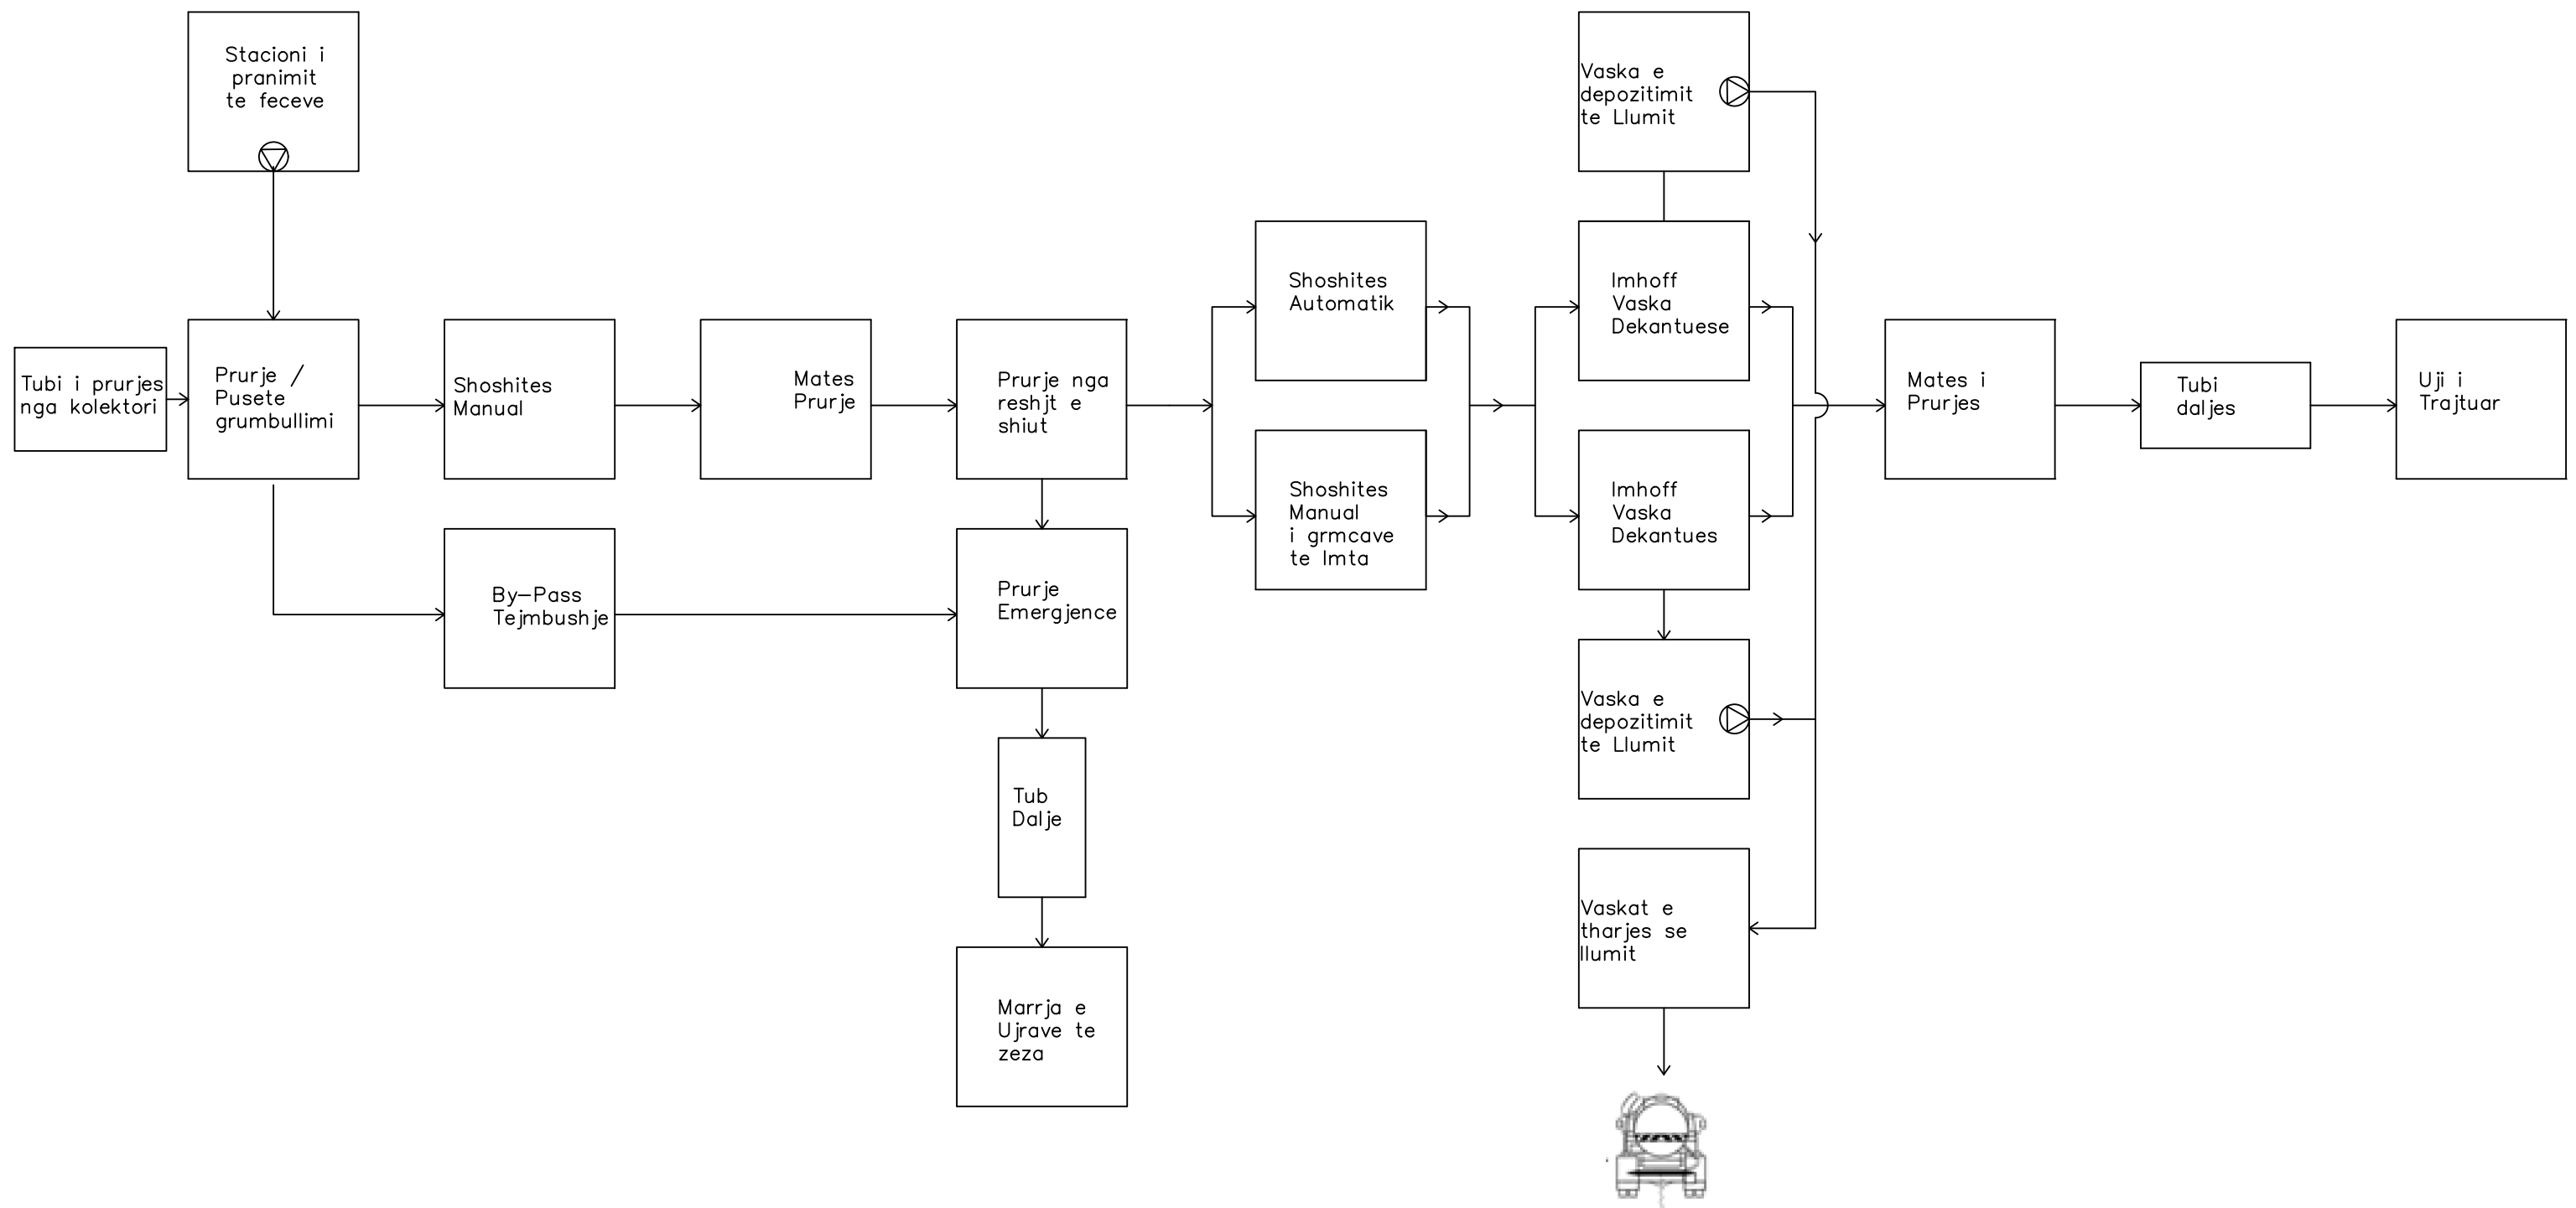 Stacioni i
pranimit
te feceve
Vaska e
depozitimit
te Llumit
Tubi i prurjes
nga kolektori
Prurje /
Pusete
grumbullimi
Shoshites
Manual
Mates
Prurje
Prurje nga
reshjt e
shiut
Shoshites
Automatik
Imhoff
Vaska
Dekantuese
Mates i
Prurjes
Tubi
daljes
Uji i
Trajtuar
By-Pass
Tejmbushje
Prurje
Emergjence
Shoshites
Manual
i grmcave
te lmta
Imhoff
Vaska
Dekantues
Vaska e
depozitimit
te Llumit
Tub
Dalje
Vaskat e
tharjes se
llumit
Marrja e
Ujrave te
zeza